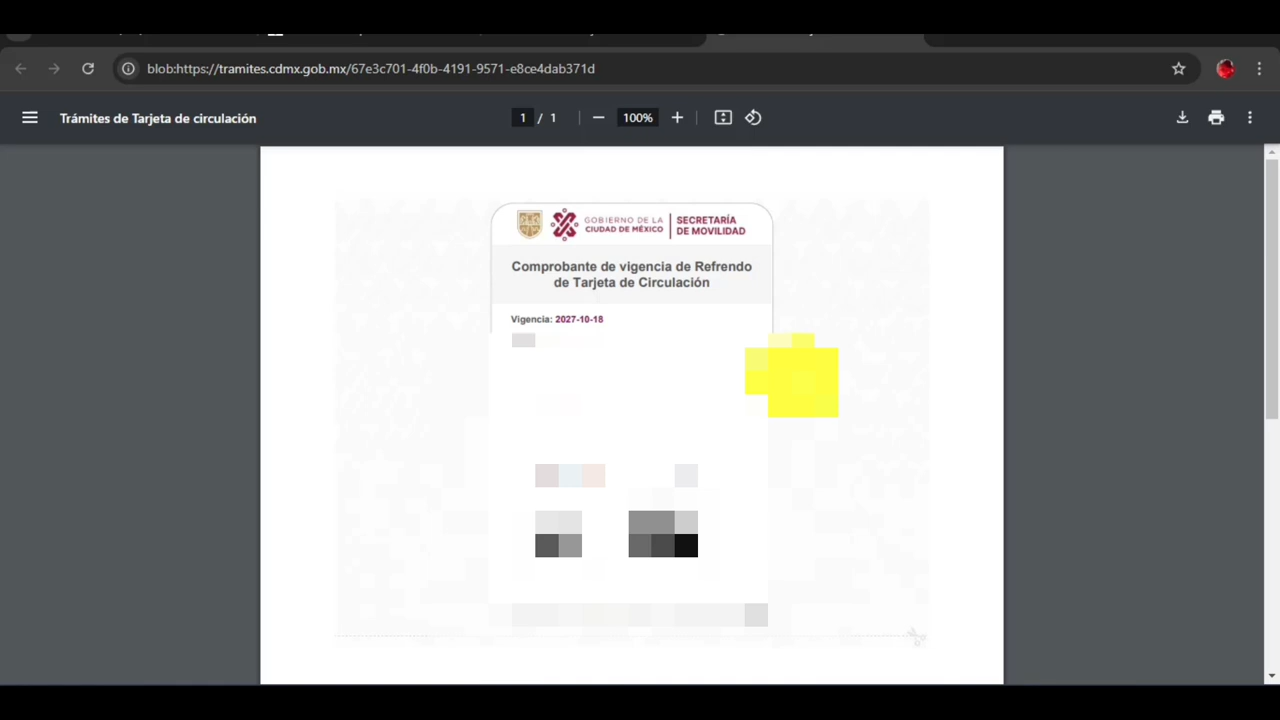 blob:https://tramites.cdmx.gob.mx/67e3c701-4f0b-4191-9571-e8ce4dab371d
Trámites de Tarjeta de circulación
1 / 1
100%
GOBIERNO DE LA
CIUDAD DE MÉXICO
SECRETARÍA
DE MOVILIDAD
Comprobante de vigencia de Refrendo
de Tarjeta de Circulación
Vigencia: 2027-10-18